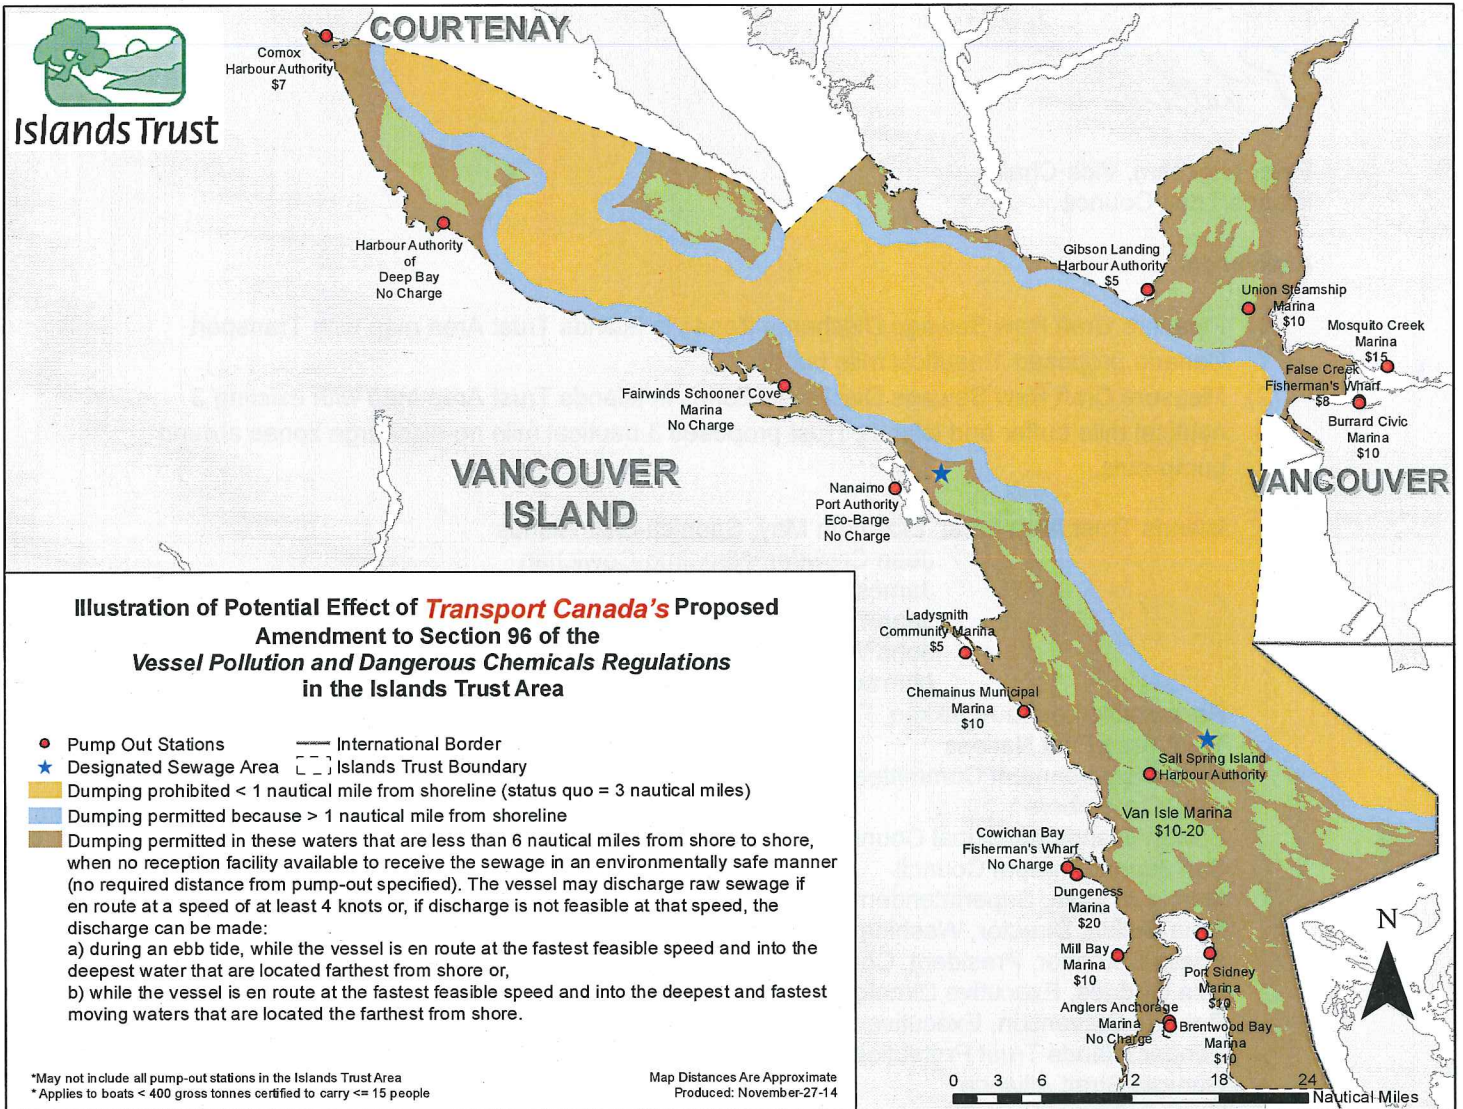 COURTENAY
Comox
Harbour Authority
$7
Islands Trust
Harbour Authority
of
Deep Bay
No Charge
Gibson Landing
Harbour Authority
$5
Union Steamship
Marina
$10
Mosquito Creek
Marina
$15
False Creek
Fisherman's Wharf
$8
Burrard Civic
Marina
$10
Fairwinds Schooner Cove
Marina
No Charge
VANCOUVER
ISLAND
VANCOUVER
Nanaimo
Port Authority
Eco-Barge
No Charge
Ladysmith
Community Marina
$5
Chemainus Municipal
Marina
$10
Salt Spring Island
Harbour Authority
Van Isle Marina
$10-20
Cowichan Bay
Fisherman's Wharf
No Charge
Dungeness
Marina
$20
Mill Bay
Marina
$10
Port Sidney
Marina
$10
Anglers Anchorage
Marina
No Charge
Brentwood Bay
Marina
$10
N
0 3 6 12 18 24
Nautical Miles
Illustration of Potential Effect of Transport Canada's Proposed
Amendment to Section 96 of the
Vessel Pollution and Dangerous Chemicals Regulations
in the Islands Trust Area
Pump Out Stations
International Border
Designated Sewage Area
Islands Trust Boundary
Dumping prohibited < 1 nautical mile from shoreline (status quo = 3 nautical miles)
Dumping permitted because > 1 nautical mile from shoreline
Dumping permitted in these waters that are less than 6 nautical miles from shore to shore,
when no reception facility available to receive the sewage in an environmentally safe manner
(no required distance from pump-out specified). The vessel may discharge raw sewage if
en route at a speed of at least 4 knots or, if discharge is not feasible at that speed, the
discharge can be made:
a) during an ebb tide, while the vessel is en route at the fastest feasible speed and into the
deepest water that are located farthest from shore or,
b) while the vessel is en route at the fastest feasible speed and into the deepest and fastest
moving waters that are located the farthest from shore.
*May not include all pump-out stations in the Islands Trust Area
* Applies to boats < 400 gross tonnes certified to carry <= 15 people
Map Distances Are Approximate
Produced: November-27-14